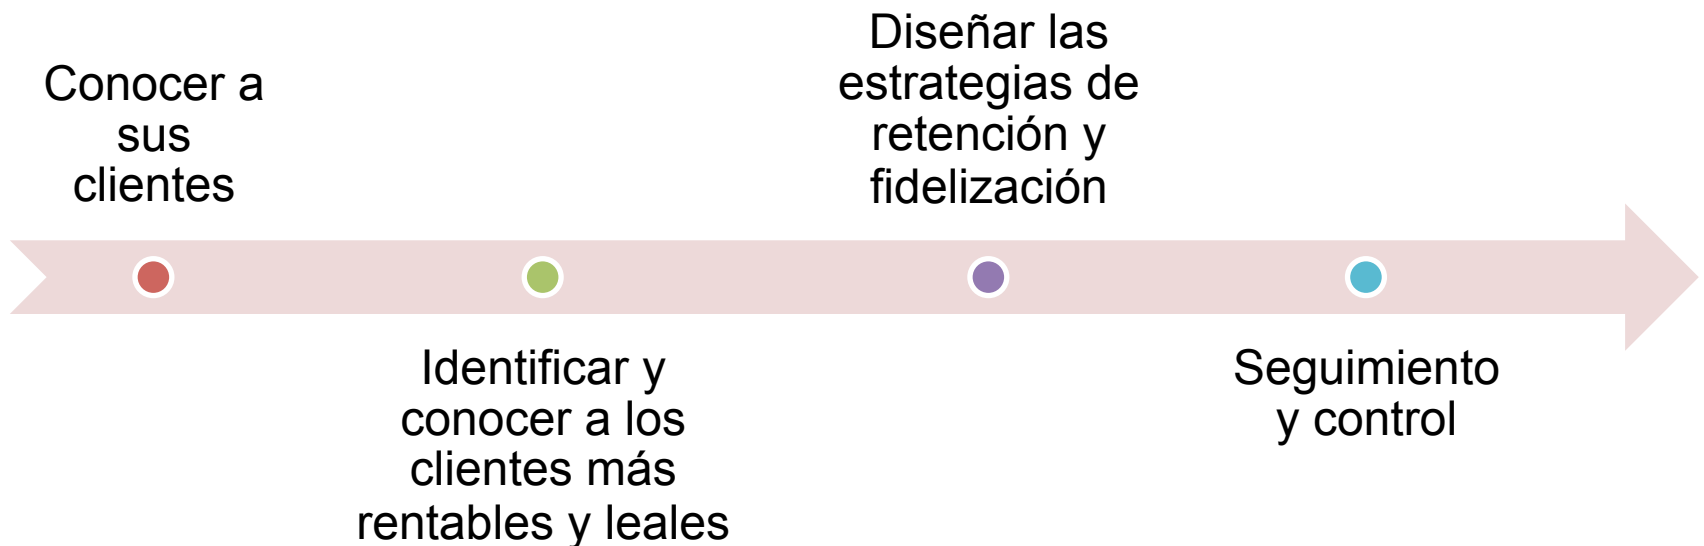 Conocer a
sus
clientes
Identificar y
conocer a los
clientes más
rentables y leales
Diseñar las
estrategias de
retención y
fidelización
Seguimiento
y control